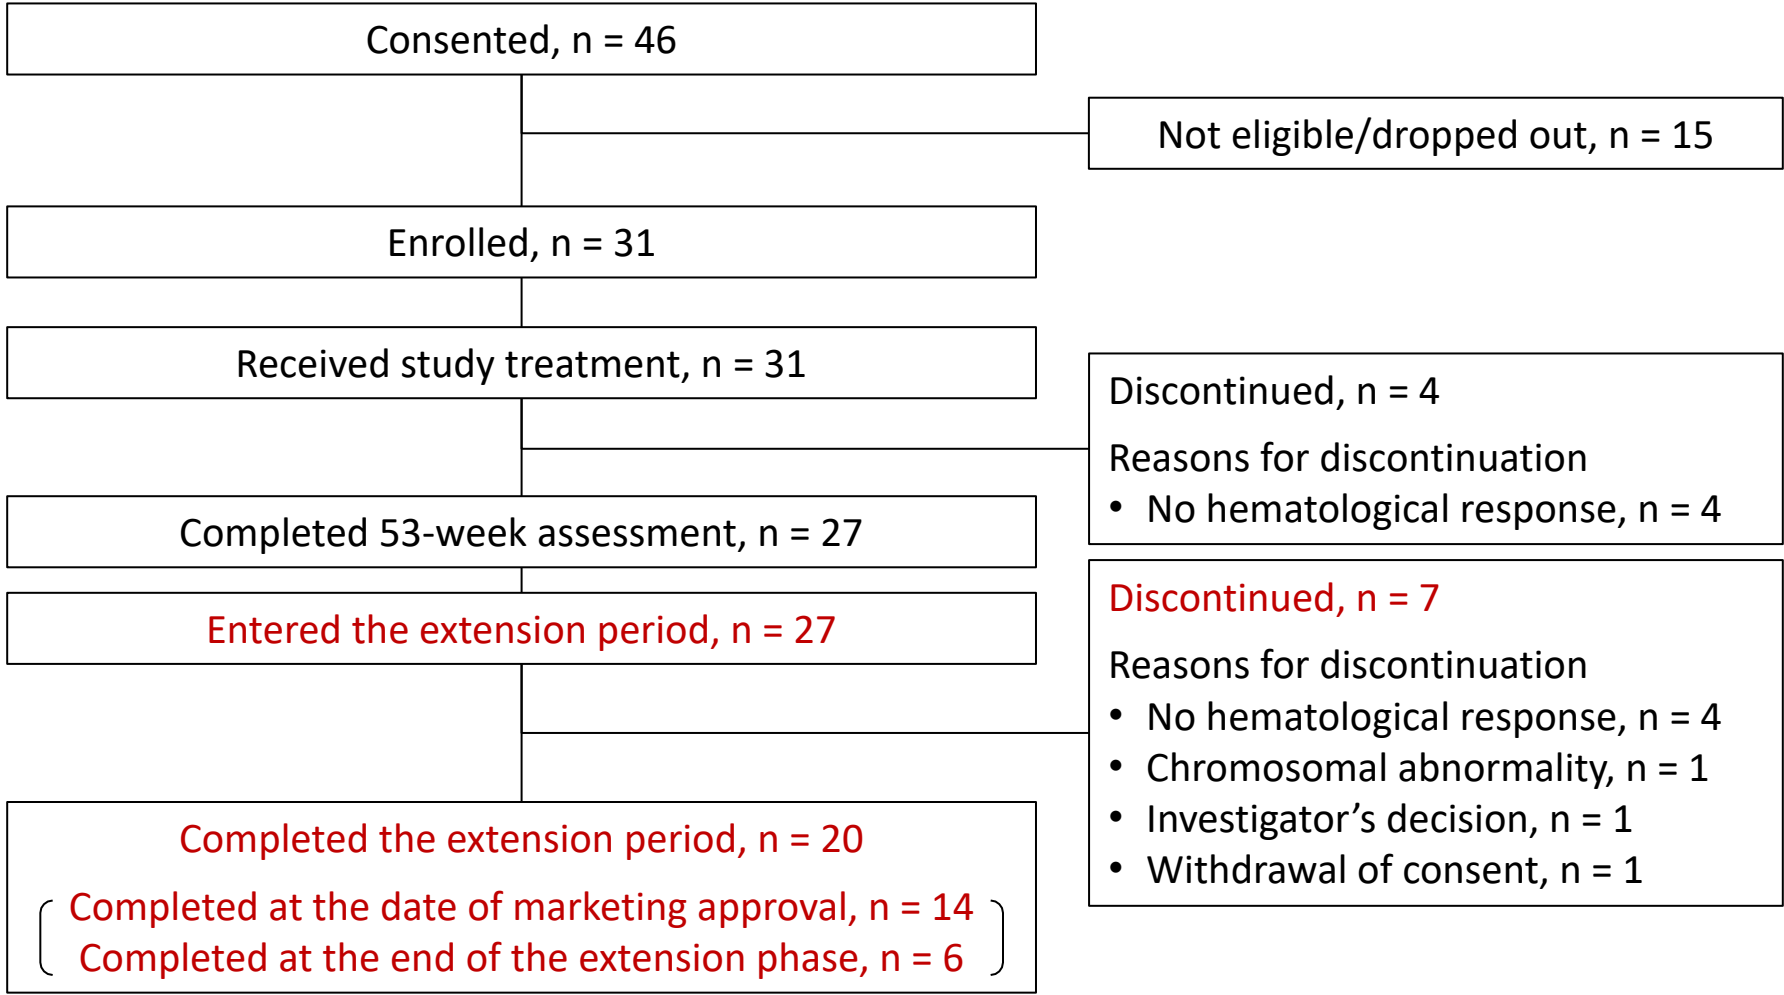 Consented, n = 46
Not eligible/dropped out, n = 15
Enrolled, n = 31
Received study treatment, n = 31
Discontinued, n = 4
Reasons for discontinuation
• No hematological response, n = 4
Completed 53-week assessment, n = 27
Entered the extension period, n = 27
Discontinued, n = 7
Reasons for discontinuation
• No hematological response, n = 4
• Chromosomal abnormality, n = 1
• Investigator’s decision, n = 1
• Withdrawal of consent, n = 1
Completed the extension period, n = 20
Completed at the date of marketing approval, n = 14
Completed at the end of the extension phase, n = 6